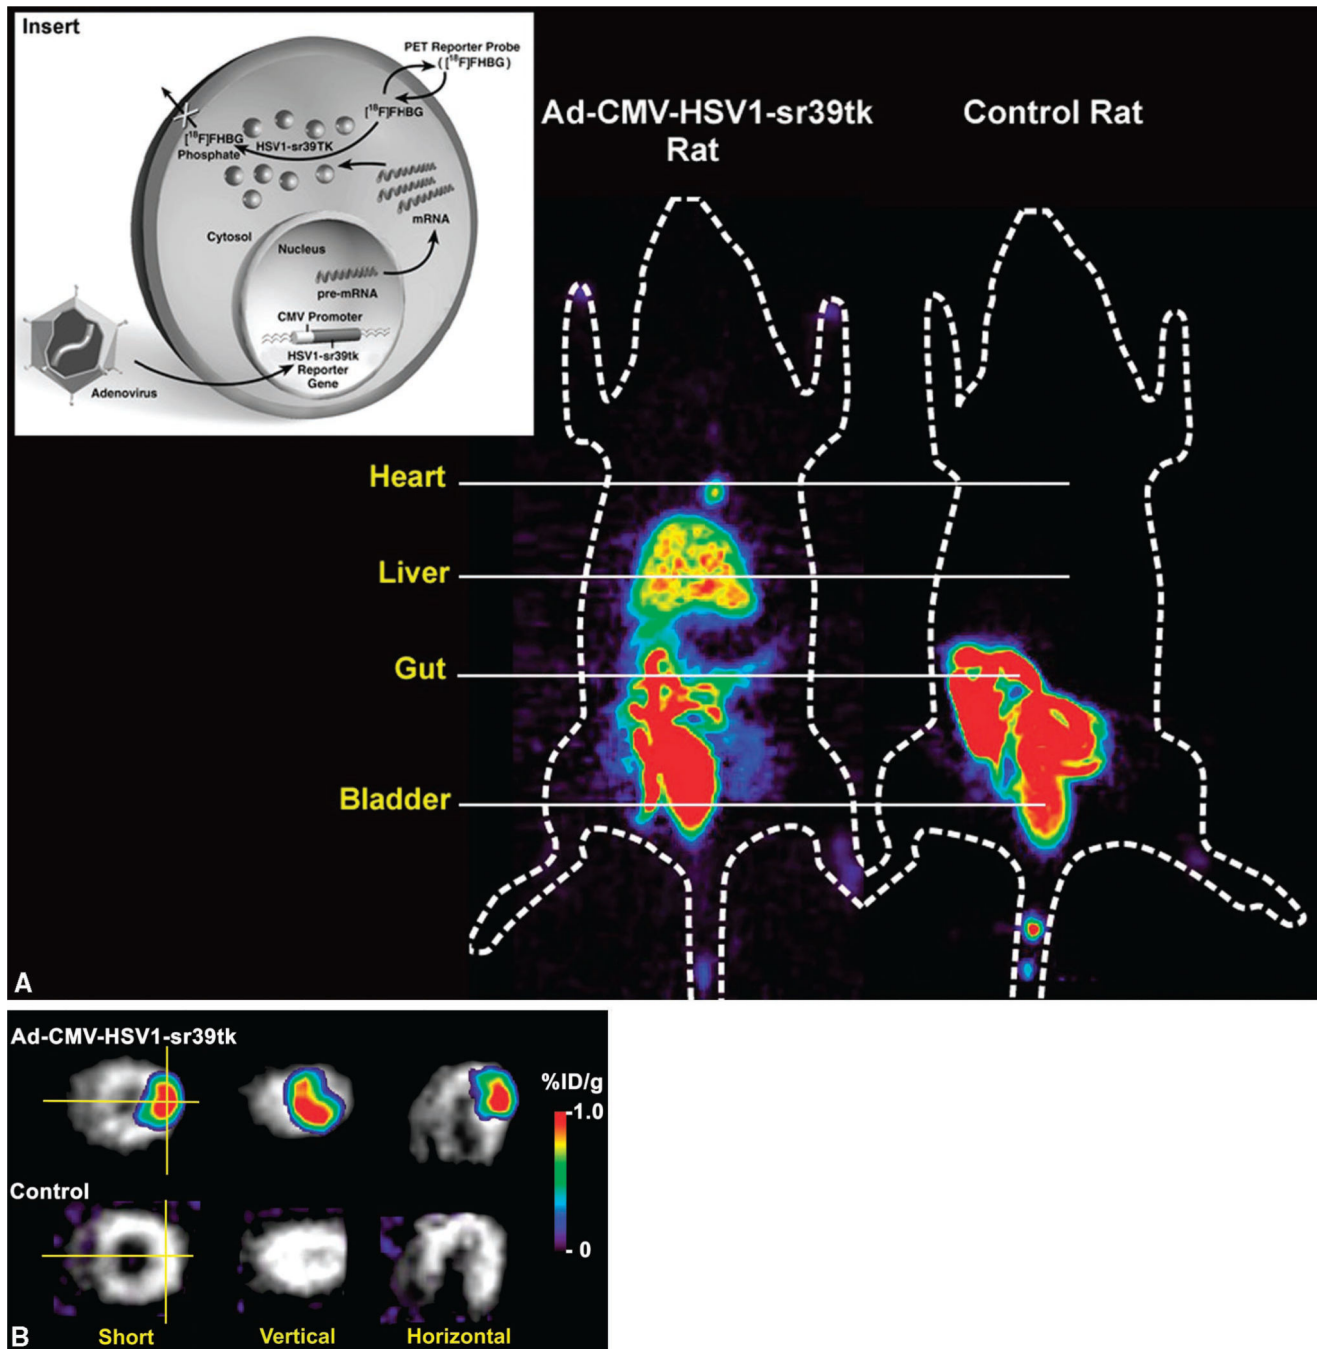 Insert
PET Reporter Probe
([¹⁸F]FHBG)
[¹⁸F]FHBG
[¹⁸F]FHBG
Phosphate
HSV1-sr39TK
mRNA
Cytosol
Nucleus
pre-mRNA
CMV Promoter
HSV1-sr39tk
Reporter
Gene
Adenovirus
Ad-CMV-HSV1-sr39tk
Rat
Control Rat
Heart
Liver
Gut
Bladder
A
Ad-CMV-HSV1-sr39tk
%ID/g
-1.0
- 0
Control
Short
Vertical
Horizontal
B